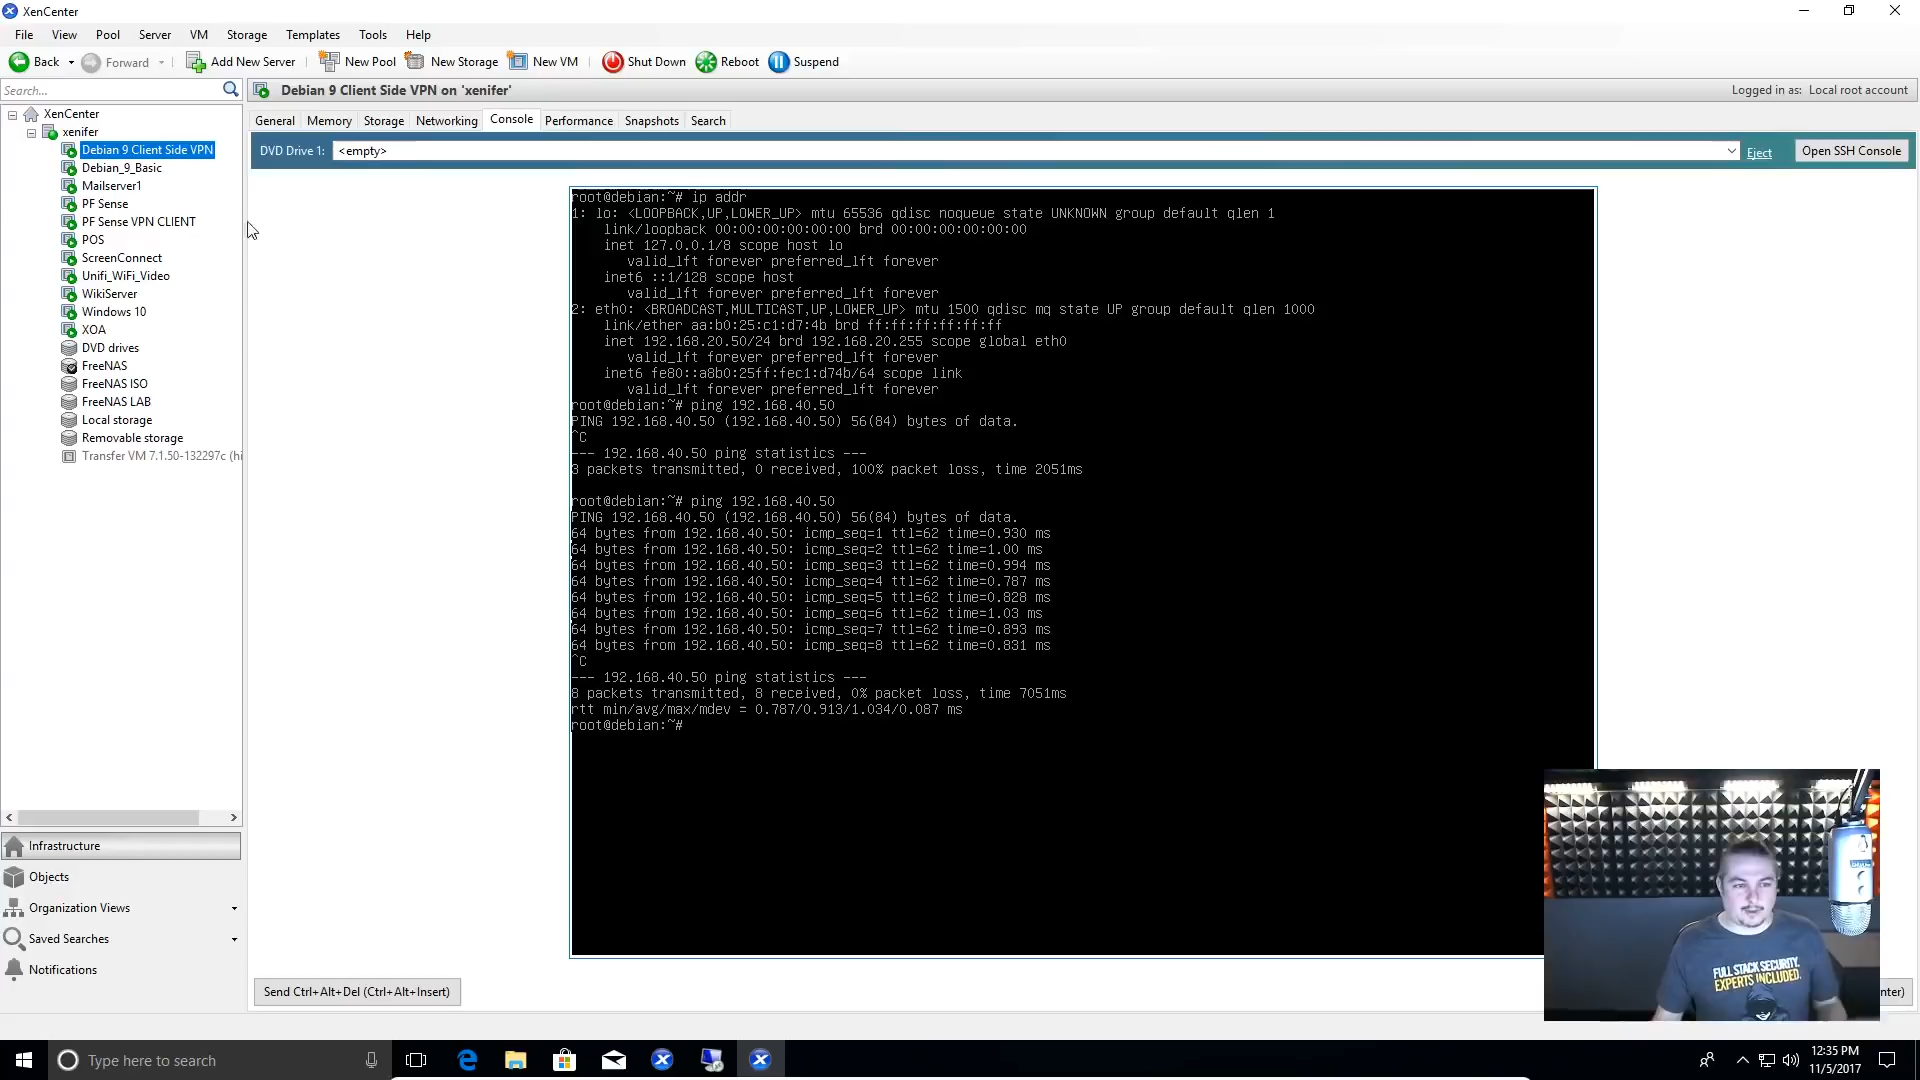 XenCenter
File View Pool Server VM Storage Templates Tools Help
Back Forward Add New Server New Pool New Storage New VM Shut Down Reboot Suspend
Search...
Debian 9 Client Side VPN on 'xenifer'
Logged in as: Local root account
XenCenter
xenifer
Debian 9 Client Side VPN
Debian_9_Basic
Mailserver1
PF Sense
PF Sense VPN CLIENT
POS
ScreenConnect
Unifi_WiFi_Video
WikiServer
Windows 10
XOA
DVD drives
FreeNAS
FreeNAS ISO
FreeNAS LAB
Local storage
Removable storage
Transfer VM 7.1.50-132297c (hi
Infrastructure
Objects
Organization Views
Saved Searches
Notifications
General Memory Storage Networking Console Performance Snapshots Search
DVD Drive 1: <empty> Eject Open SSH Console
root@debian:~# ip addr
1: lo: <LOOPBACK,UP,LOWER_UP> mtu 65536 qdisc noqueue state UNKNOWN group default qlen 1
link/loopback 00:00:00:00:00:00 brd 00:00:00:00:00:00
inet 127.0.0.1/8 scope host lo
valid_lft forever preferred_lft forever
inet6 ::1/128 scope host
valid_lft forever preferred_lft forever
2: eth0: <BROADCAST,MULTICAST,UP,LOWER_UP> mtu 1500 qdisc mq state UP group default qlen 1000
link/ether aa:b0:25:c1:d7:4b brd ff:ff:ff:ff:ff:ff
inet 192.168.20.50/24 brd 192.168.20.255 scope global eth0
valid_lft forever preferred_lft forever
inet6 fe80::a8b0:25ff:fec1:d74b/64 scope link
valid_lft forever preferred_lft forever
root@debian:~# ping 192.168.40.50
PING 192.168.40.50 (192.168.40.50) 56(84) bytes of data.
^C
--- 192.168.40.50 ping statistics ---
3 packets transmitted, 0 received, 100% packet loss, time 2051ms
root@debian:~# ping 192.168.40.50
PING 192.168.40.50 (192.168.40.50) 56(84) bytes of data.
64 bytes from 192.168.40.50: icmp_seq=1 ttl=62 time=0.930 ms
64 bytes from 192.168.40.50: icmp_seq=2 ttl=62 time=1.00 ms
64 bytes from 192.168.40.50: icmp_seq=3 ttl=62 time=0.994 ms
64 bytes from 192.168.40.50: icmp_seq=4 ttl=62 time=0.787 ms
64 bytes from 192.168.40.50: icmp_seq=5 ttl=62 time=0.828 ms
64 bytes from 192.168.40.50: icmp_seq=6 ttl=62 time=1.03 ms
64 bytes from 192.168.40.50: icmp_seq=7 ttl=62 time=0.893 ms
64 bytes from 192.168.40.50: icmp_seq=8 ttl=62 time=0.831 ms
^C
--- 192.168.40.50 ping statistics ---
8 packets transmitted, 8 received, 0% packet loss, time 7051ms
rtt min/avg/max/mdev = 0.787/0.913/1.034/0.087 ms
root@debian:~#
Send Ctrl+Alt+Del (Ctrl+Alt+Insert)
nter)
FULL STACK SECURITY.
EXPERTS INCLUDED.
Type here to search
12:35 PM
11/5/2017